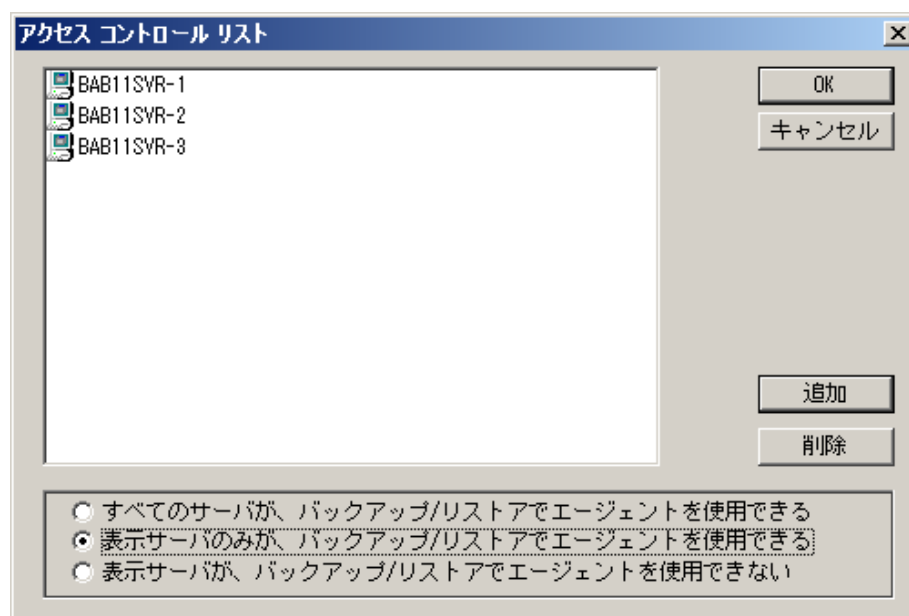 アクセス コントロール リスト
BAB11SVR-1
BAB11SVR-2
BAB11SVR-3
OK
キャンセル
追加
削除
すべてのサーバが、バックアップ/リストアでエージェントを使用できる
表示サーバのみが、バックアップ/リストアでエージェントを使用できる
表示サーバが、バックアップ/リストアでエージェントを使用できない